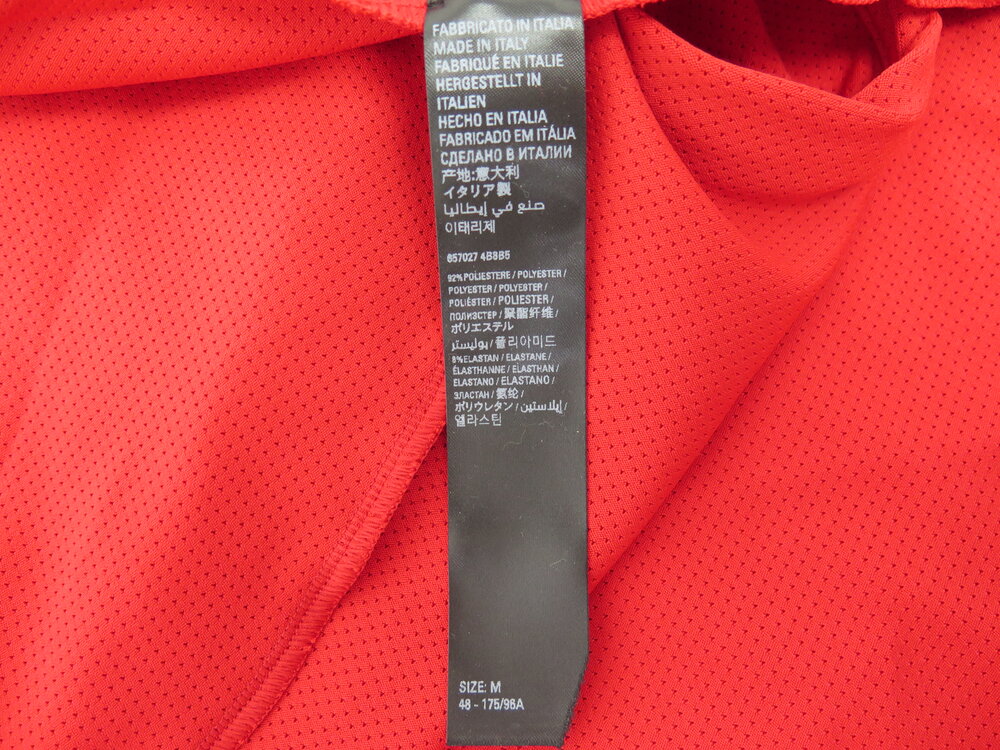 FABBRICATO IN ITALIA
MADE IN ITALY
FABRIQUÉ EN ITALIE
HERGESTELLT IN
ITALIEN
HECHO EN ITALIA
FABRICADO EM ITÁLIA
СДЕЛАНО В ИТАЛИИ
产地:意大利
イタリア製
صنع في إيطاليا
이태리제
657027 4B8B5
92% POLIESTERE / POLYESTER /
POLYESTER / POLYESTER /
POLIÉSTER / POLIESTER /
ПОЛИЭСТЕР / 聚酯纤维 /
ポリエステル
بوليستر / 폴리아미드
8% ELASTAN / ELASTANE /
ÉLASTHANNE / ELASTHAN /
ELASTANO / ELASTANO /
ЭЛАСТАН / 氨纶 /
ポリウレタン / إيلاستين /
엘라스틴
SIZE: M
48 - 175/96A